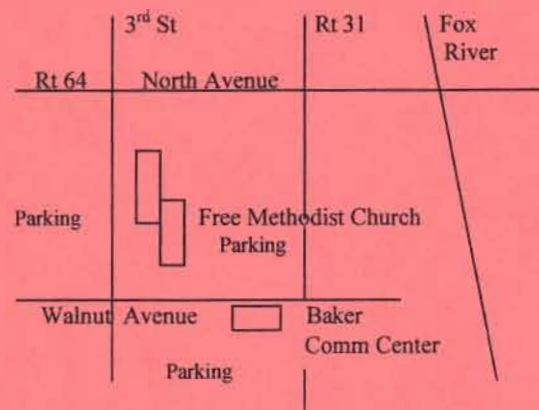 3rd St
Rt 31
Fox
River
Rt 64
North Avenue
Parking
Free Methodist Church
Parking
Walnut Avenue
Baker
Comm Center
Parking